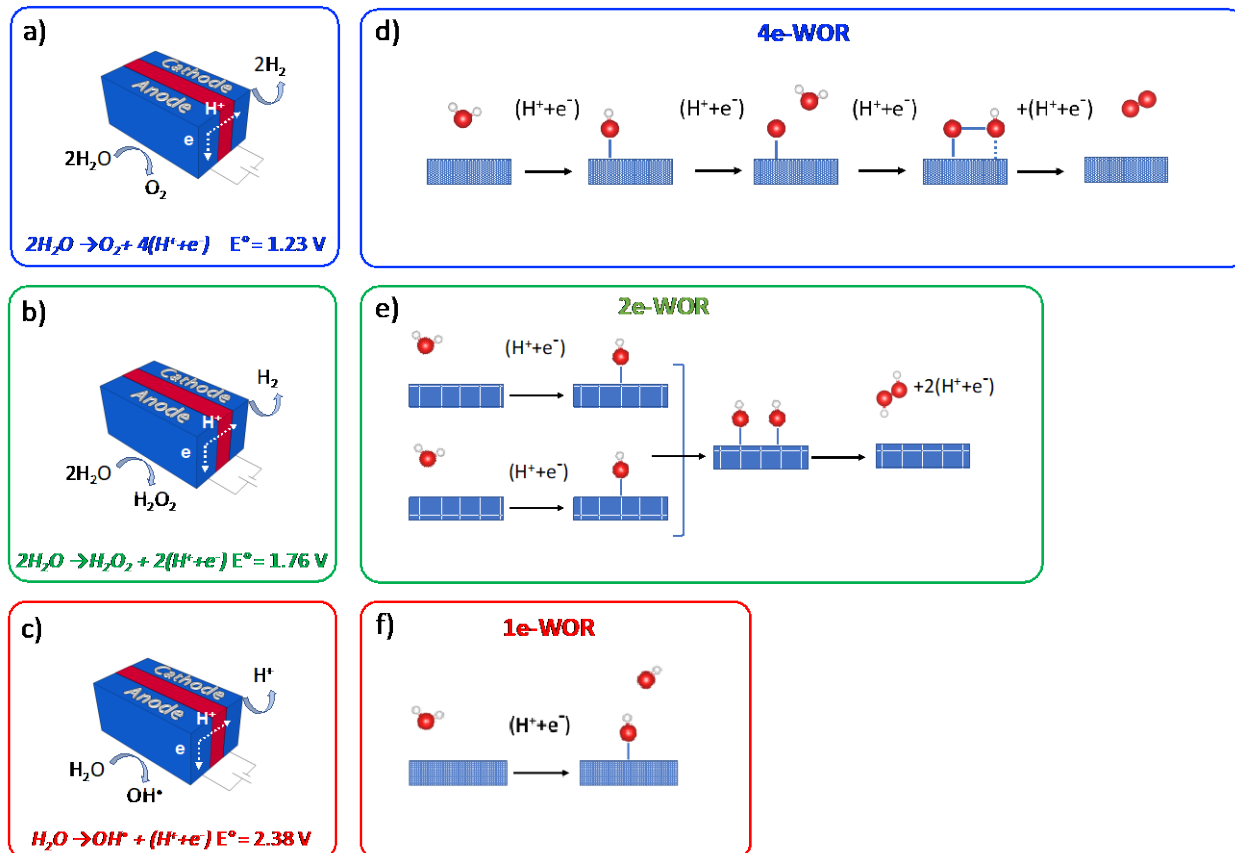 a)
Cathode
Anode
H⁺
e
2H₂
2H₂O
O₂
2H₂O →O₂+ 4(H⁺+e⁻) E° = 1.23 V
d)
4e-WOR
(H⁺+e⁻) (H⁺+e⁻) (H⁺+e⁻) +(H⁺+e⁻)
b)
Cathode
Anode
H⁺
e
H₂
2H₂O
H₂O₂
2H₂O →H₂O₂ + 2(H⁺+e⁻) E° = 1.76 V
e)
2e-WOR
(H⁺+e⁻)
+2(H⁺+e⁻)
(H⁺+e⁻)
c)
Cathode
Anode
H⁺
e
H⁺
H₂O
OH•
H₂O →OH• + (H⁺+e⁻) E° = 2.38 V
f)
1e-WOR
(H⁺+e⁻)